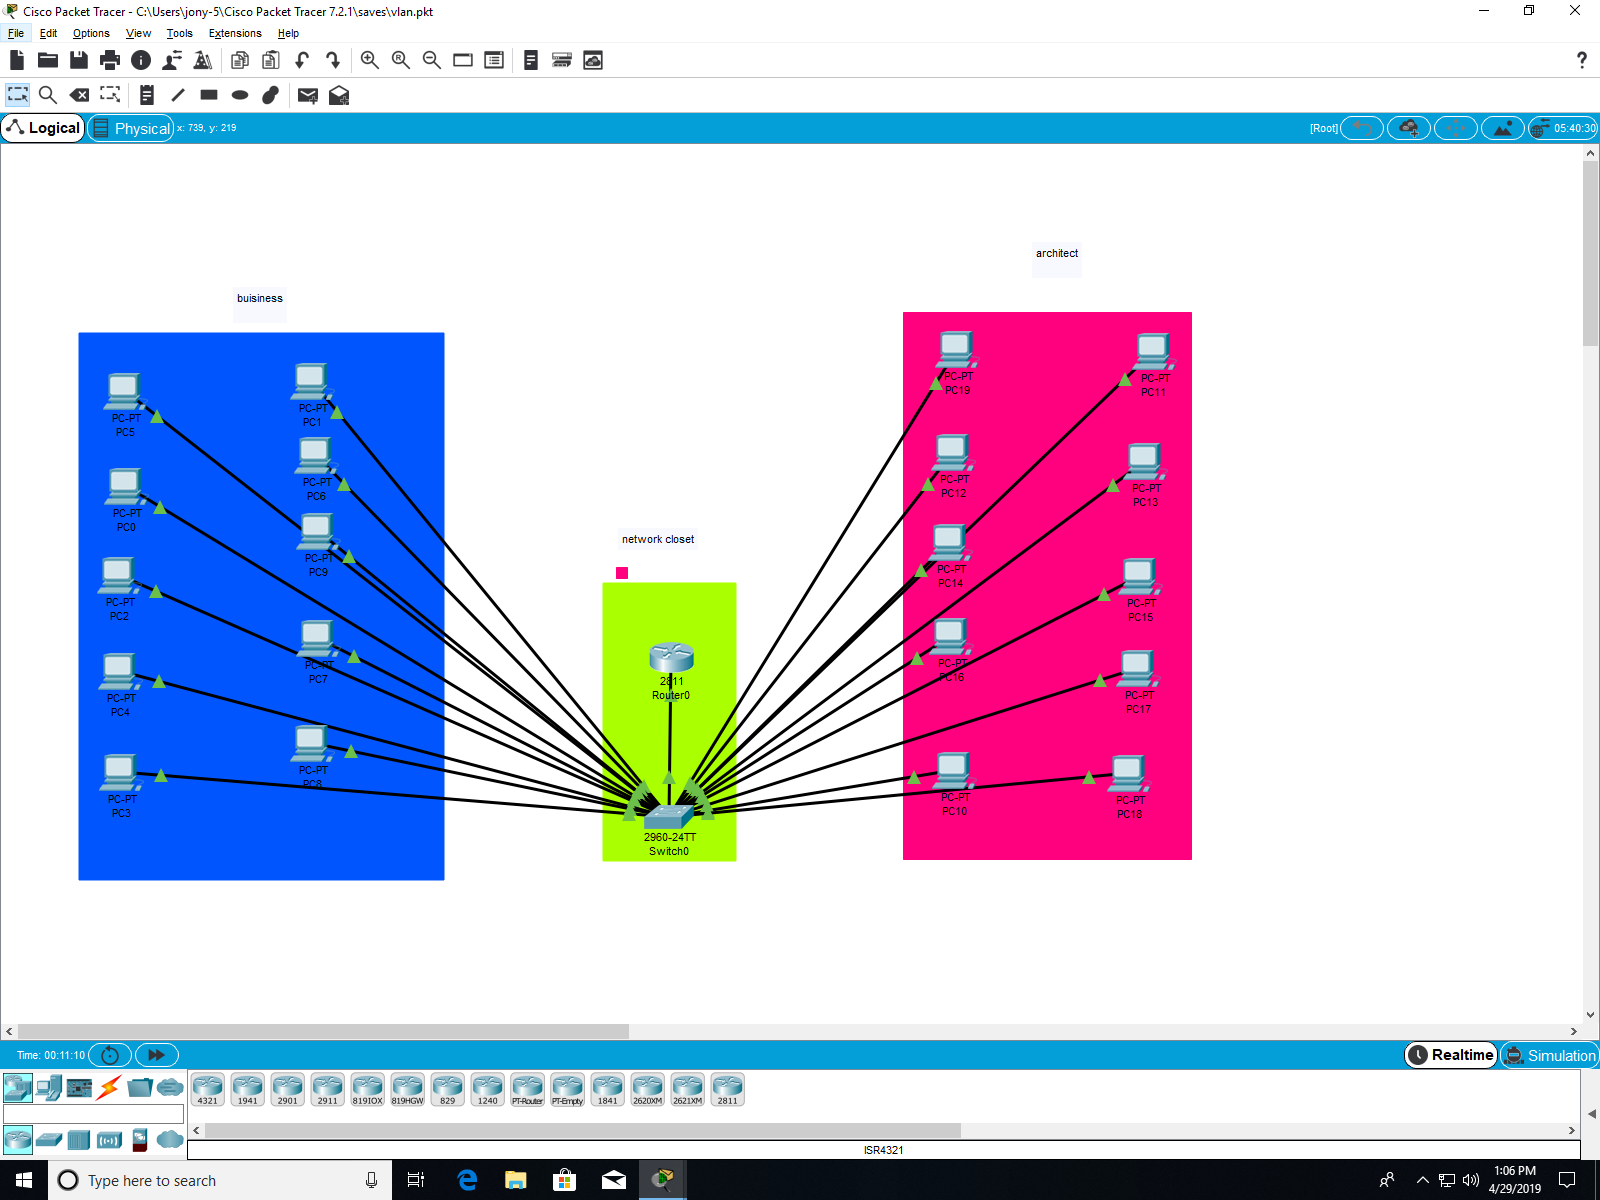 Cisco Packet Tracer - C:\Users\jony-5\Cisco Packet Tracer 7.2.1\saves\vlan.pkt
File Edit Options View Tools Extensions Help
?
Logical Physical x: 739, y: 219 [Root] 05:40:30
architect
buisiness
network closet
PC-PT
PC5
PC-PT
PC1
PC-PT
PC6
PC-PT
PC0
PC-PT
PC9
PC-PT
PC2
PC-PT
PC7
PC-PT
PC4
PC-PT
PC8
PC-PT
PC3
2811
Router0
2960-24TT
Switch0
PC-PT
PC19
PC-PT
PC11
PC-PT
PC12
PC-PT
PC13
PC-PT
PC14
PC-PT
PC15
PC-PT
PC16
PC-PT
PC17
PC-PT
PC10
PC-PT
PC18
Time: 00:11:10 Realtime Simulation
4321 1941 2901 2911 819IOX 819HGW 829 1240 PT-Router PT-Empty 1841 2620XM 2621XM 2811
ISR4321
Type here to search
1:06 PM
4/29/2019